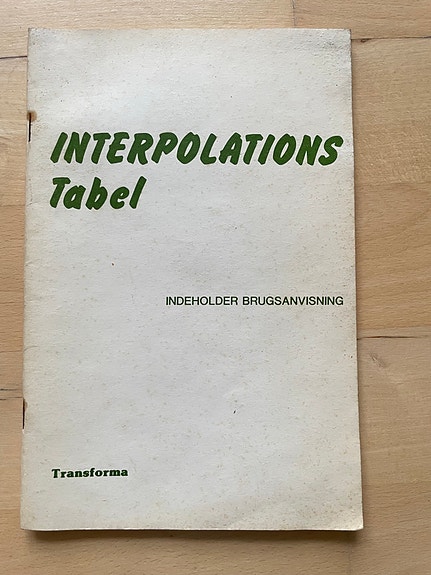 INTERPOLATIONS
Tabel
INDEHOLDER BRUGSANVISNING
Transforma